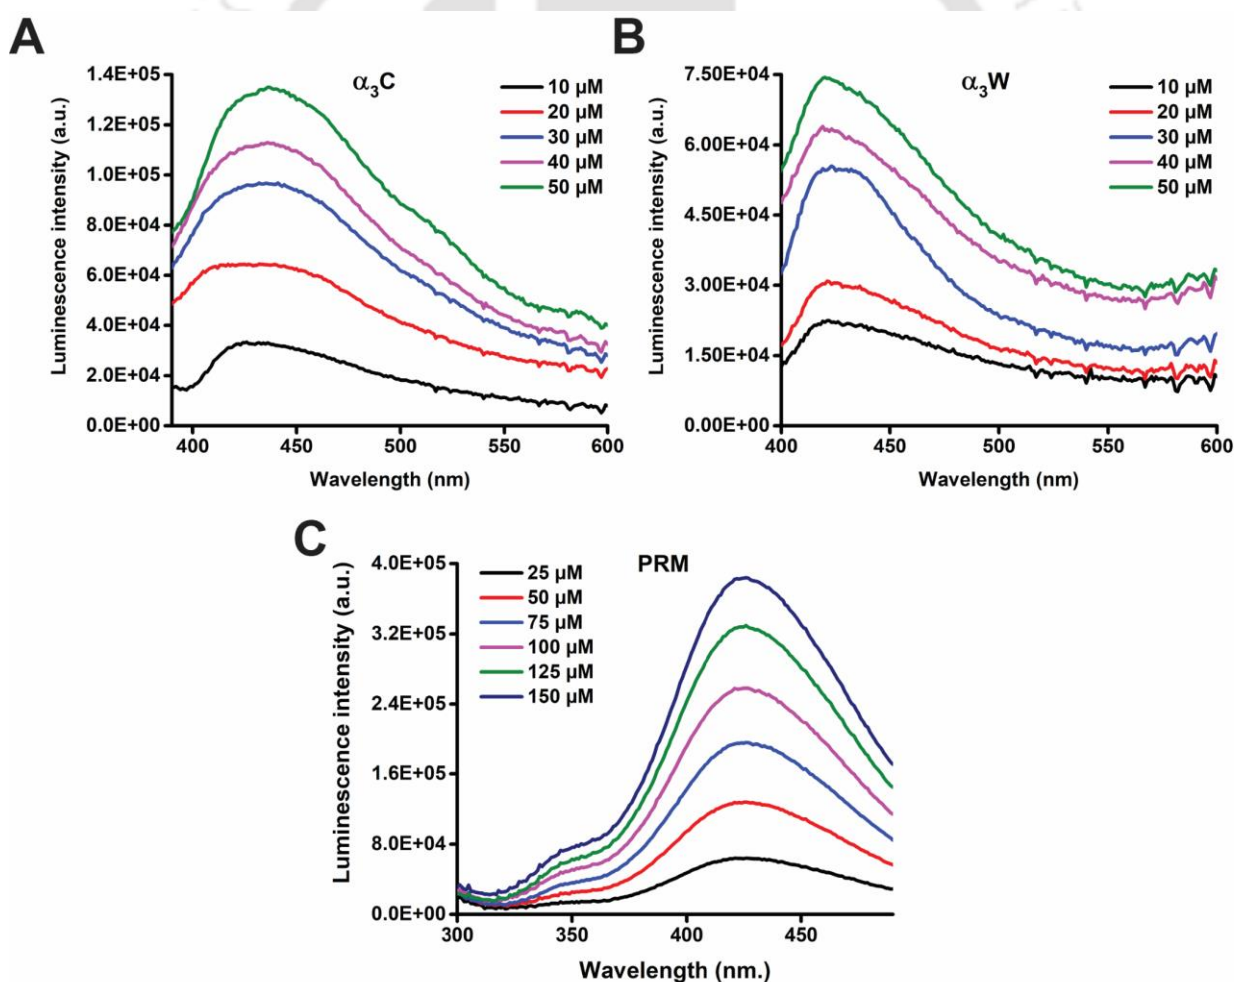 A
α3C
Luminescence intensity (a.u.)
1.4E+05
1.2E+05
1.0E+05
8.0E+04
6.0E+04
4.0E+04
2.0E+04
0.0E+00
10 µM
20 µM
30 µM
40 µM
50 µM
400 450 500 550 600
Wavelength (nm)
B
α3W
Luminescence intensity (a.u.)
7.50E+04
6.00E+04
4.50E+04
3.00E+04
1.50E+04
0.00E+00
10 µM
20 µM
30 µM
40 µM
50 µM
400 450 500 550 600
Wavelength (nm)
C
PRM
Luminescence intensity (a.u.)
4.0E+05
3.2E+05
2.4E+05
1.6E+05
8.0E+04
0.0E+00
25 µM
50 µM
75 µM
100 µM
125 µM
150 µM
300 350 400 450
Wavelength (nm.)